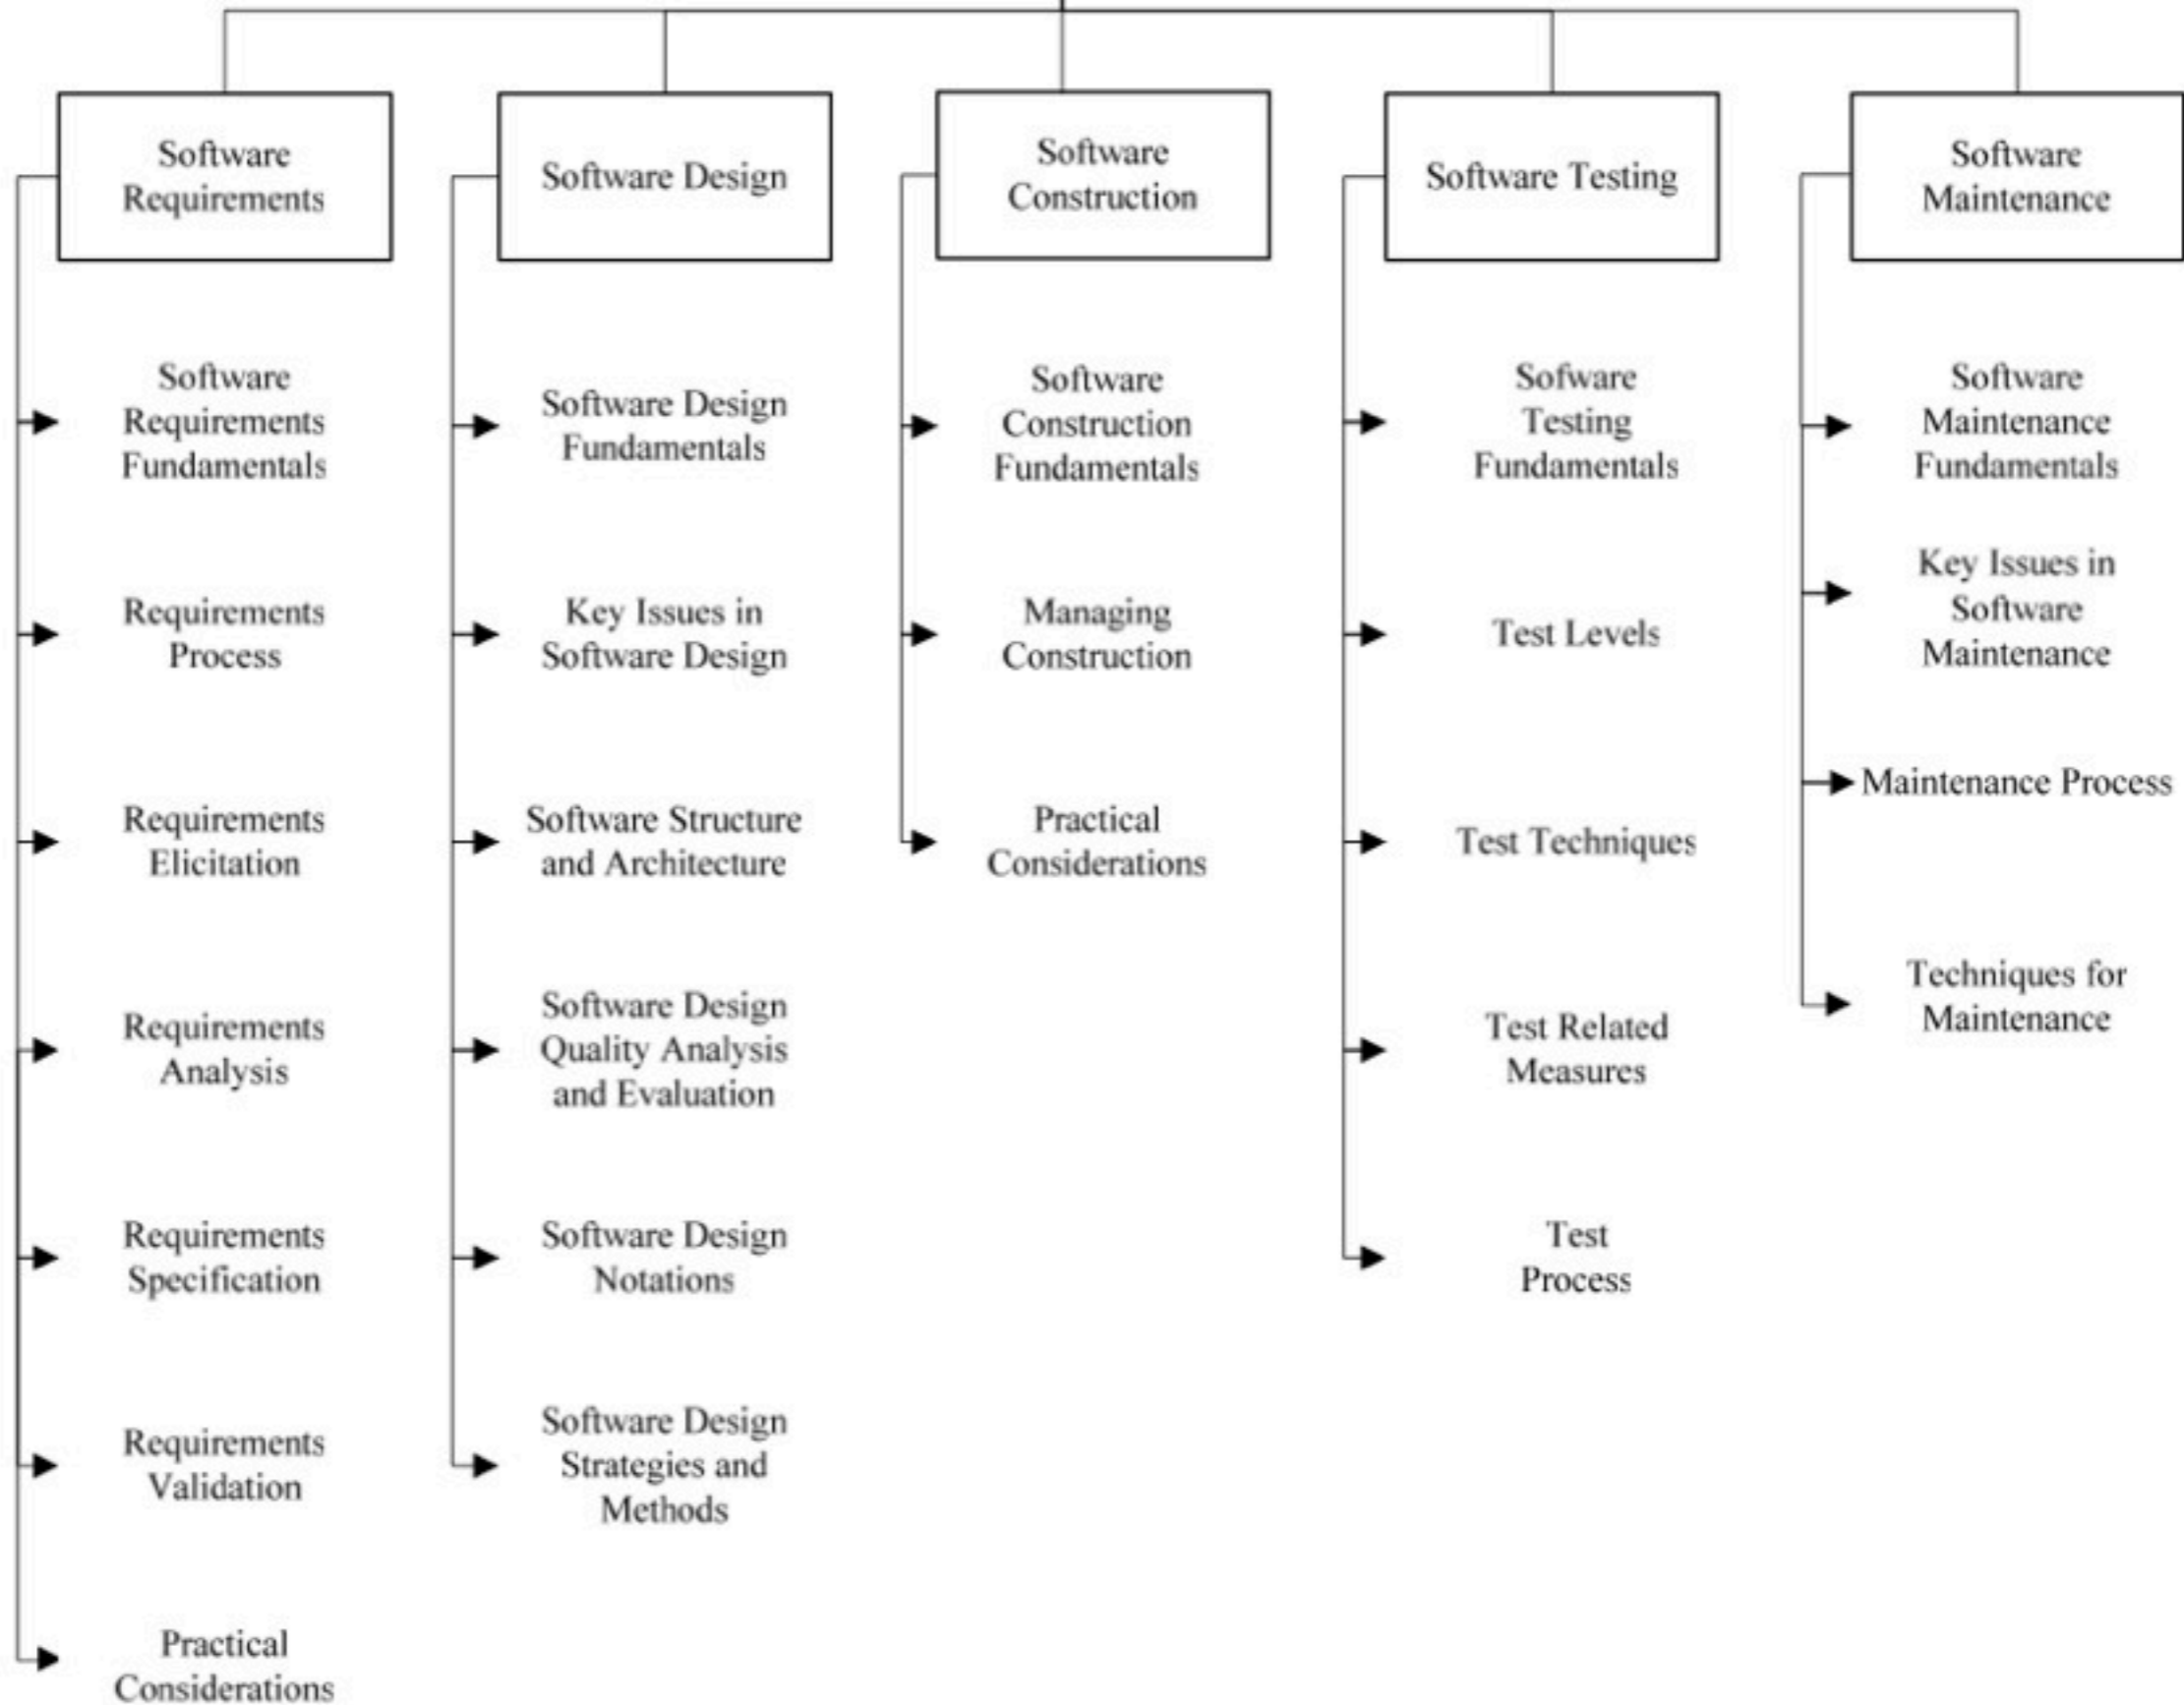 Software
Requirements
Software Design
Software
Construction
Software Testing
Software
Maintenance
Software
Requirements
Fundamentals
Requirements
Process
Requirements
Elicitation
Requirements
Analysis
Requirements
Specification
Requirements
Validation
Practical
Considerations
Software Design
Fundamentals
Key Issues in
Software Design
Software Structure
and Architecture
Software Design
Quality Analysis
and Evaluation
Software Design
Notations
Software Design
Strategies and
Methods
Software
Construction
Fundamentals
Managing
Construction
Practical
Considerations
Sofware
Testing
Fundamentals
Test Levels
Test Techniques
Test Related
Measures
Test
Process
Software
Maintenance
Fundamentals
Key Issues in
Software
Maintenance
Maintenance Process
Techniques for
Maintenance